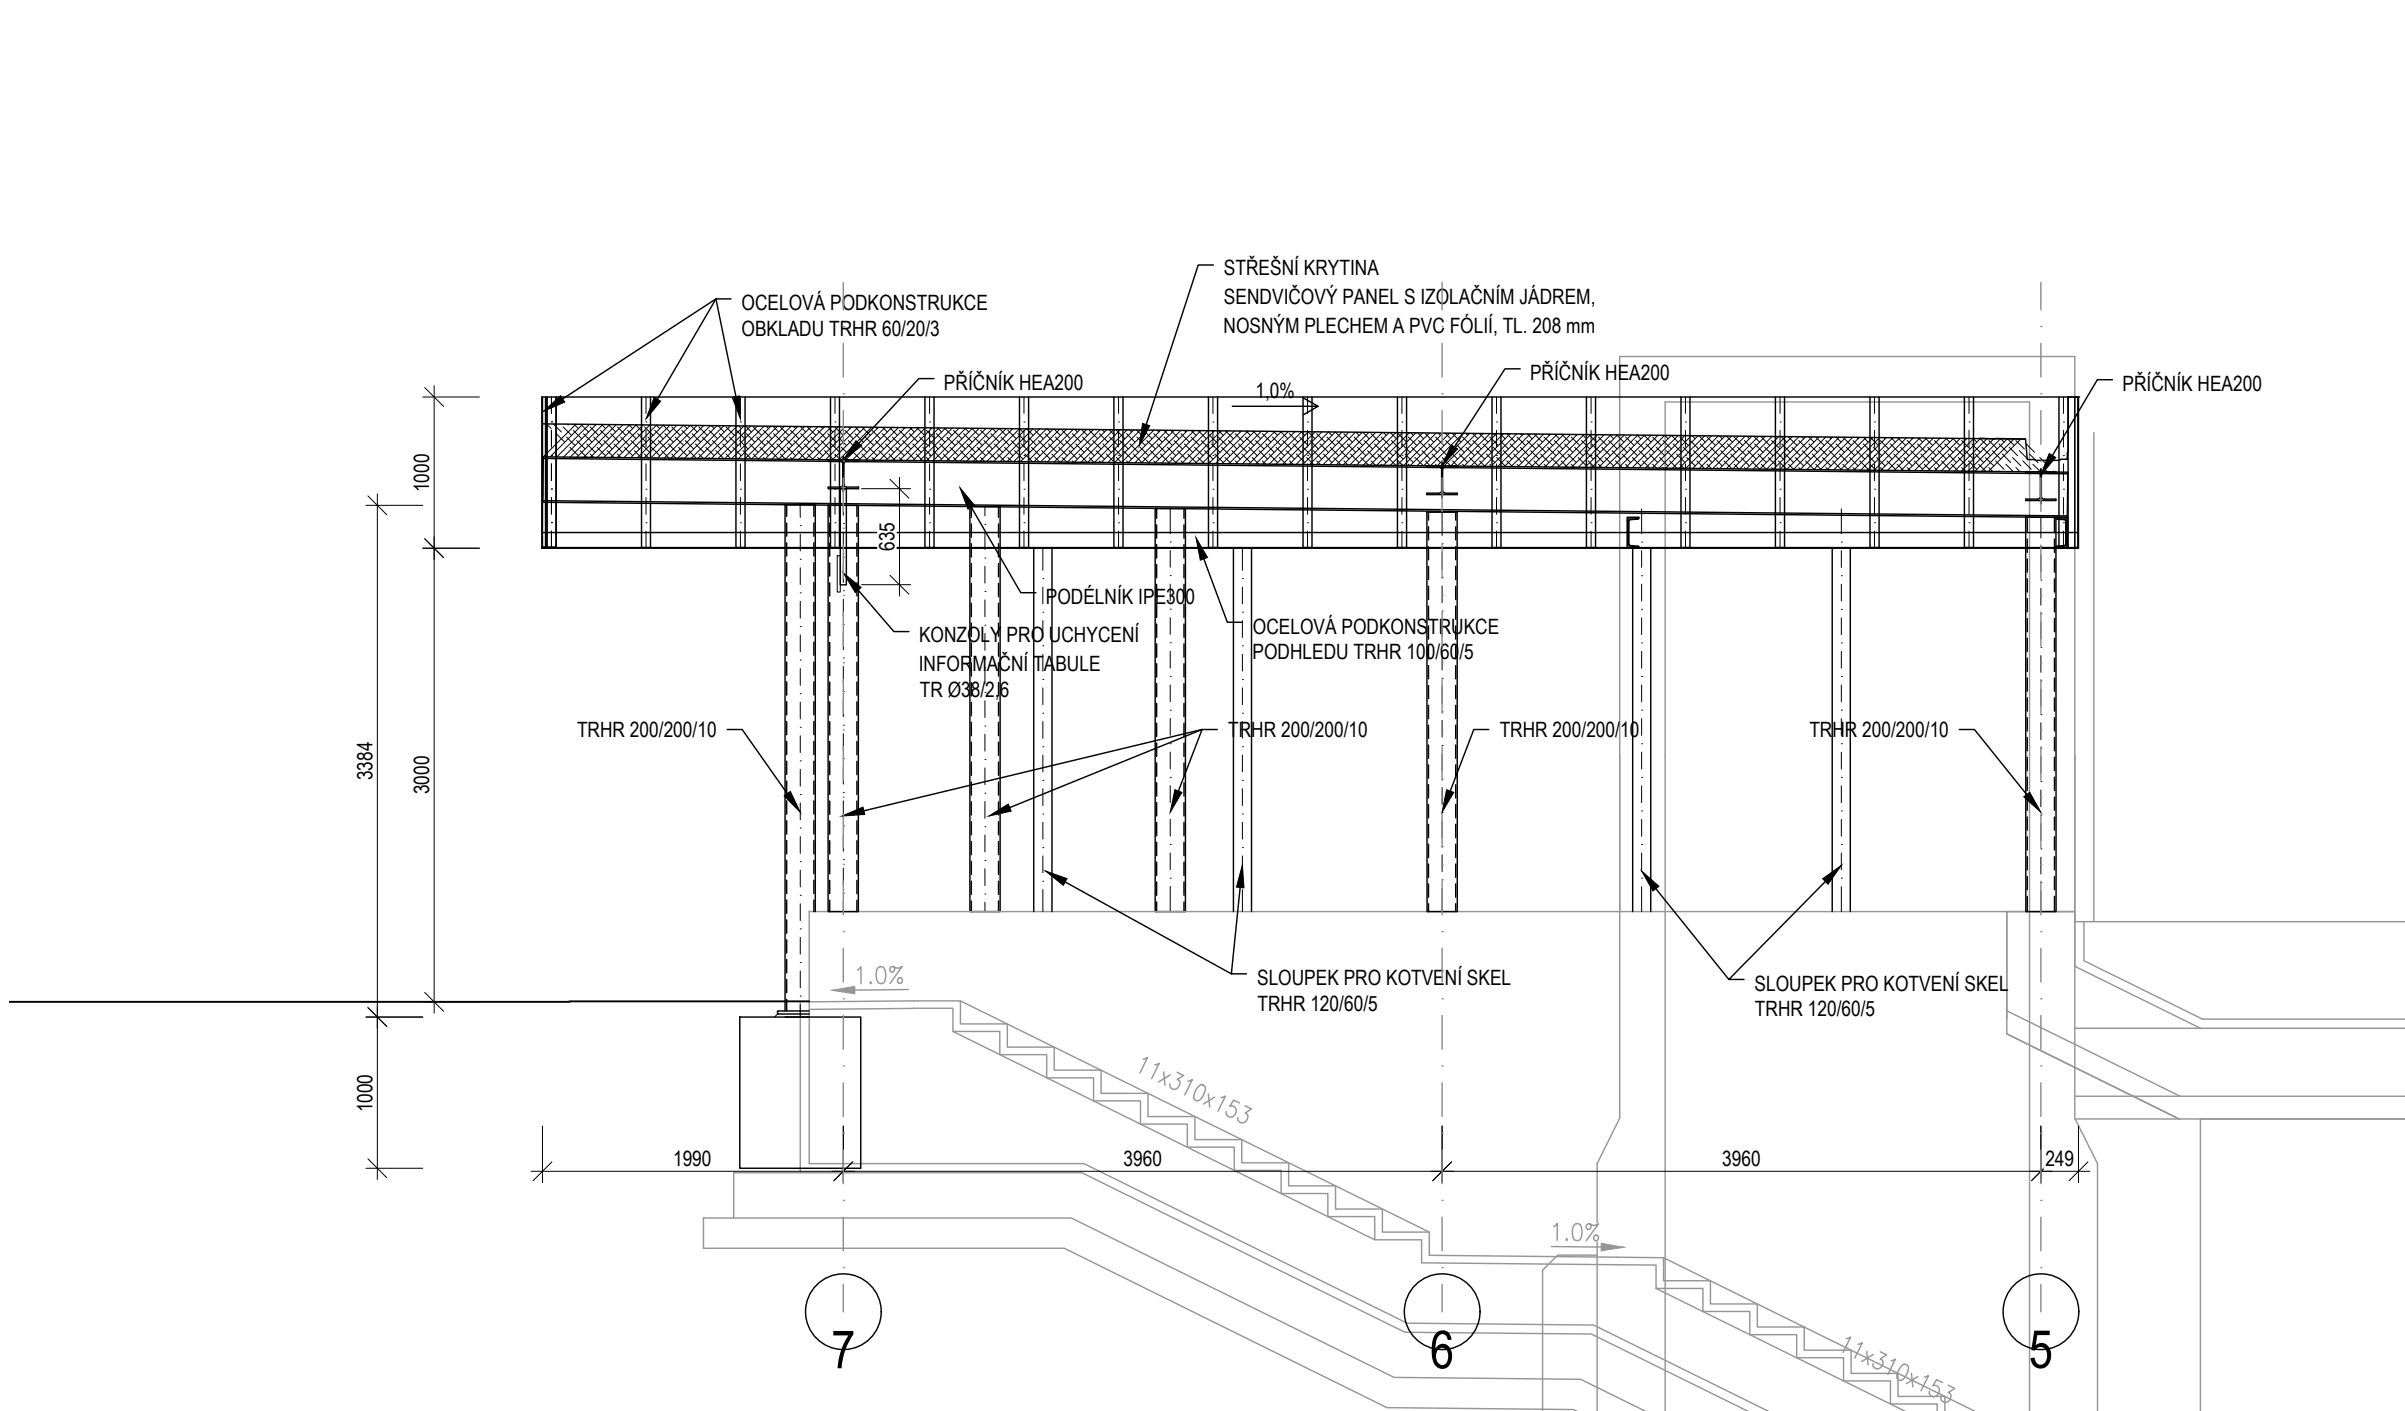 STŘEŠNÍ KRYTINA
SENDVIČOVÝ PANEL S IZOLAČNÍM JÁDREM,
NOSNÝM PLECHEM A PVC FÓLIÍ, TL. 208 mm
OCELOVÁ PODKONSTRUKCE
OBKLADU TRHR 60/20/3
PŘÍČNÍK HEA200
1,0%
PŘÍČNÍK HEA200
PŘÍČNÍK HEA200
1000
635
PODÉLNÍK IPE300
KONZOLY PRO UCHYCENÍ
INFORMAČNÍ TABULE
TR Ø38/2,6
OCELOVÁ PODKONSTRUKCE
PODHLEDU TRHR 100/60/5
TRHR 200/200/10
TRHR 200/200/10
TRHR 200/200/10
TRHR 200/200/10
3384
3000
1.0%
SLOUPEK PRO KOTVENÍ SKEL
TRHR 120/60/5
SLOUPEK PRO KOTVENÍ SKEL
TRHR 120/60/5
1000
11x310x153
1990
3960
3960
249
1.0%
11x310x153
7
6
5